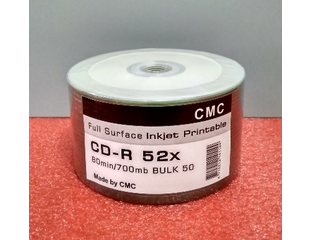 CMC
Full Surface Inkjet Printable
CD-R 52x
80min/700mb BULK 50
Made by CMC